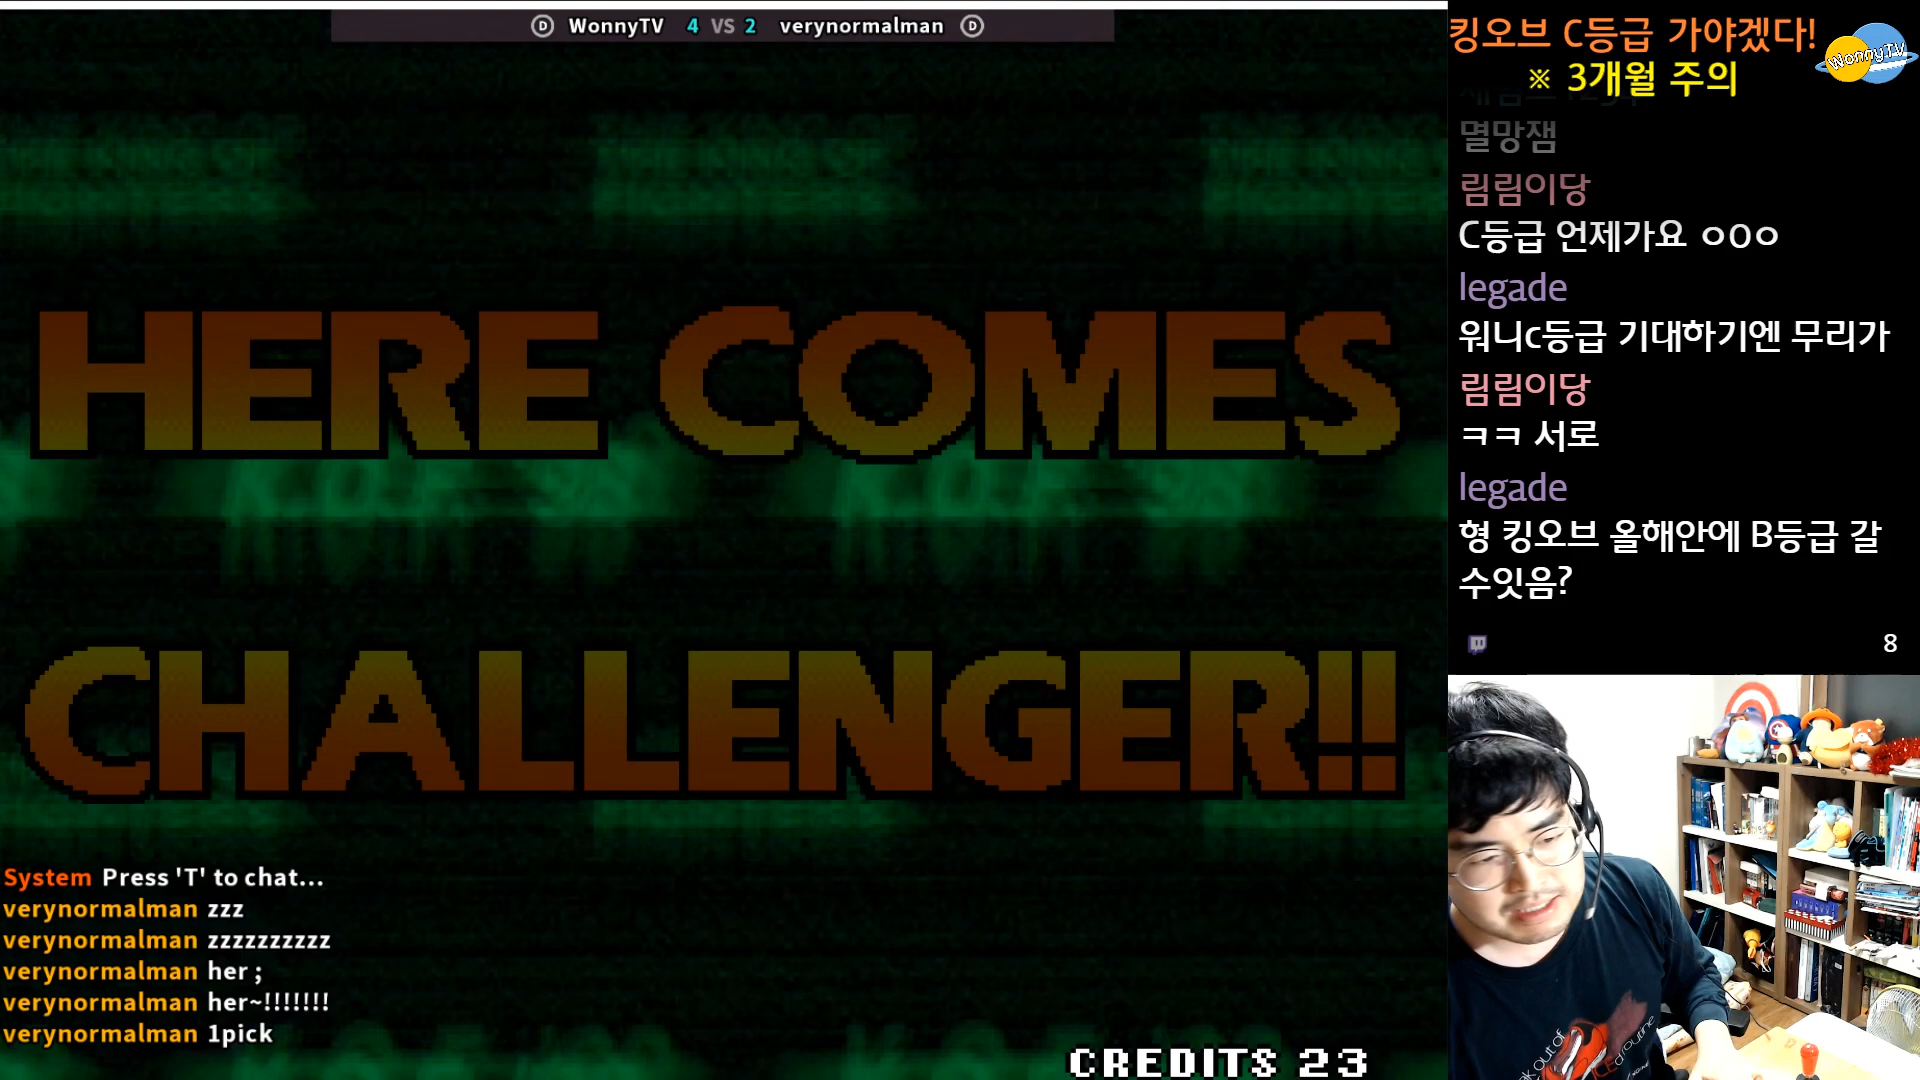 WonnyTV 4 VS 2 verynormalman
킹오브 C등급 가야겠다!
※ 3개월 주의
WonnyTV
멸망잼
림림이당
C등급 언제가요 ㅇ0ㅇ
legade
워니c등급 기대하기엔 무리가
림림이당
ㅋㅋ 서로
legade
형 킹오브 올해안에 B등급 갈
수잇음?
8
HERE COMES
CHALLENGER!!
System Press 'T' to chat...
verynormalman zzz
verynormalman zzzzzzzzzz
verynormalman her ;
verynormalman her~!!!!!!!
verynormalman 1pick
CREDITS 23